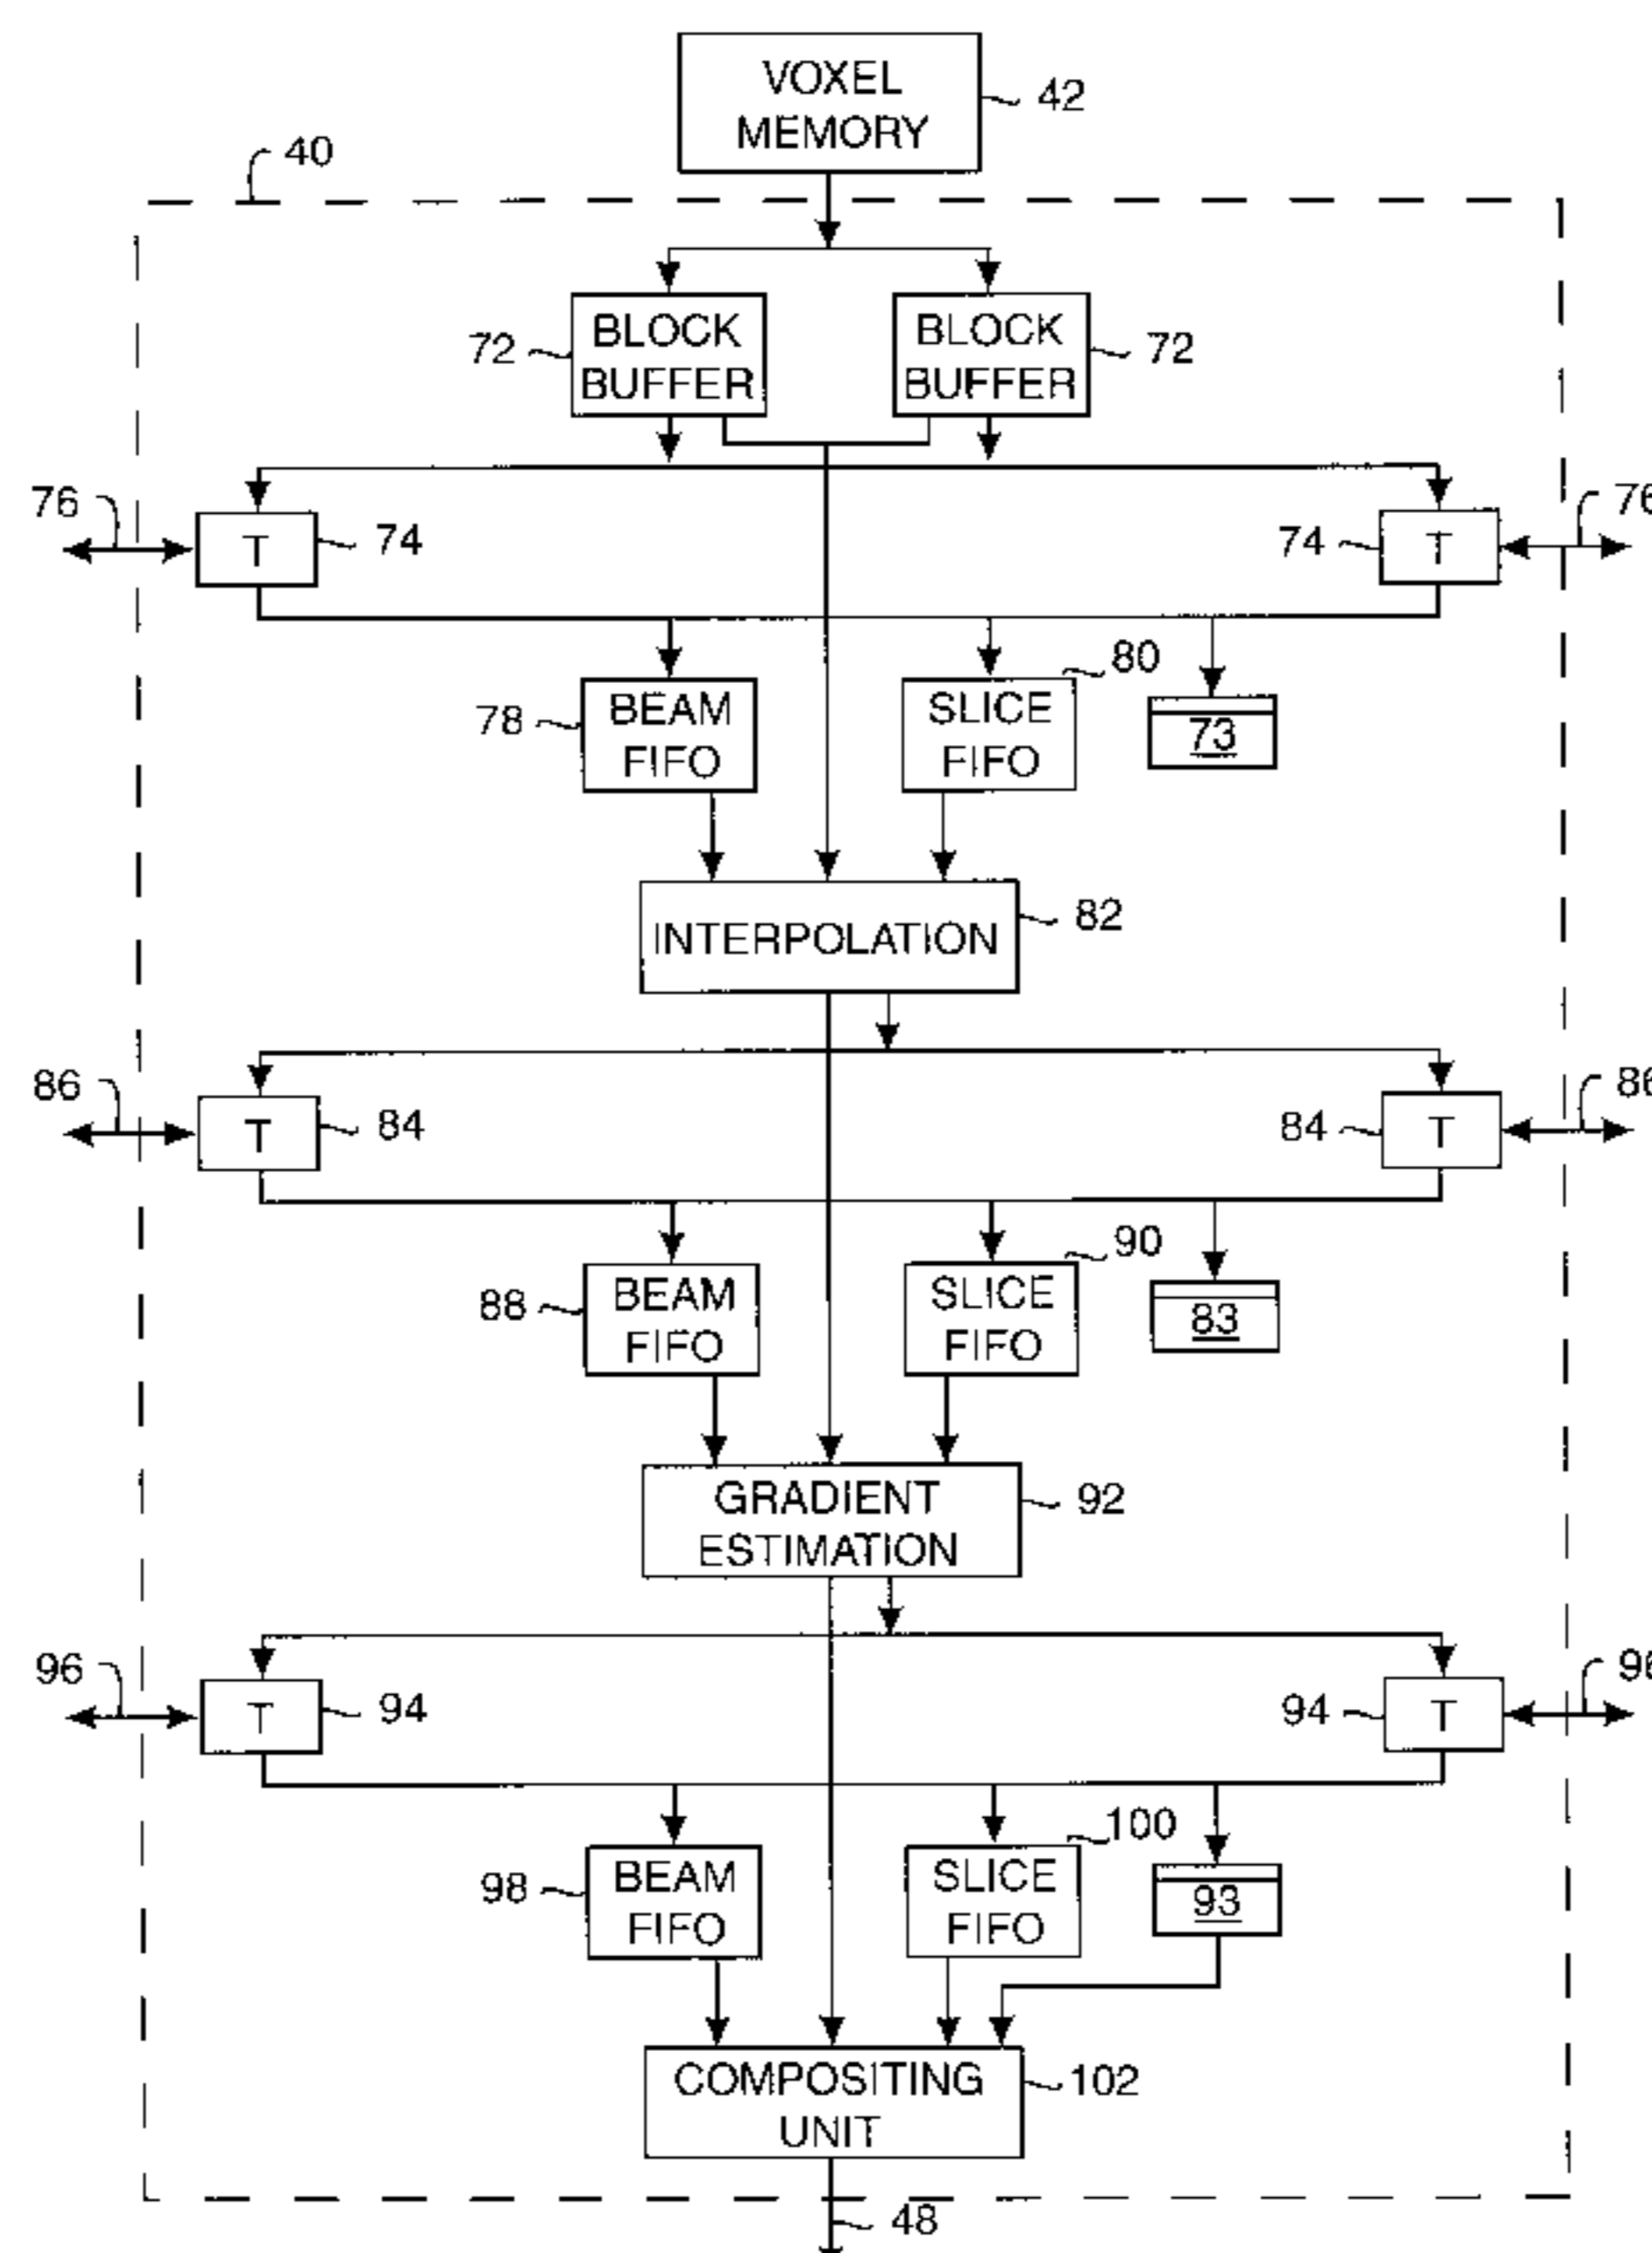 VOXEL
MEMORY
42
40
BLOCK
BUFFER
72
BLOCK
BUFFER
72
76
T
74
74
T
76
78
BEAM
FIFO
SLICE
FIFO
80
73
INTERPOLATION
82
86
T
84
84
T
86
88
BEAM
FIFO
SLICE
FIFO
90
83
GRADIENT
ESTIMATION
92
96
T
94
94
T
96
98
BEAM
FIFO
SLICE
FIFO
100
93
COMPOSITING
UNIT
102
48